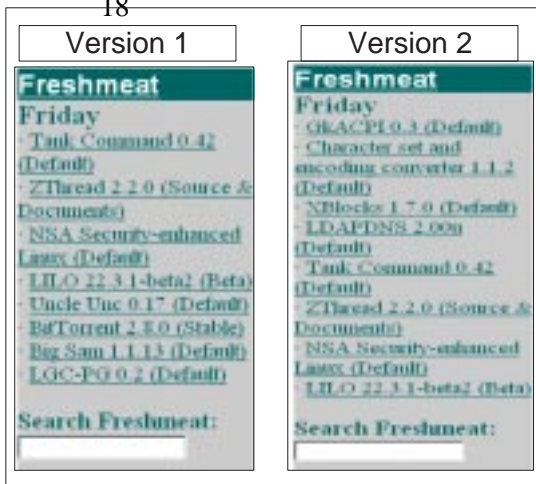 18
Version 1
Freshmeat
Friday
· Tank Command 0.42
(Default)
· ZThread 2.2.0 (Source &
Documents)
· NSA Security-enhanced
Linux (Default)
· LILO 22.3.1-beta2 (Beta)
· Uncle Unc 0.17 (Default)
· BitTorrent 2.8.0 (Stable)
· Big Sam 1.1.13 (Default)
· LGC-PG 0.2 (Default)
Search Freshmeat:
Version 2
Freshmeat
Friday
· GkACPI 0.3 (Default)
· Character set and
encoding converter 1.1.2
(Default)
· XBlocks 1.7.0 (Default)
· LDAPDNS 2.00n
(Default)
· Tank Command 0.42
(Default)
· ZThread 2.2.0 (Source &
Documents)
· NSA Security-enhanced
Linux (Default)
· LILO 22.3.1-beta2 (Beta)
Search Freshmeat: